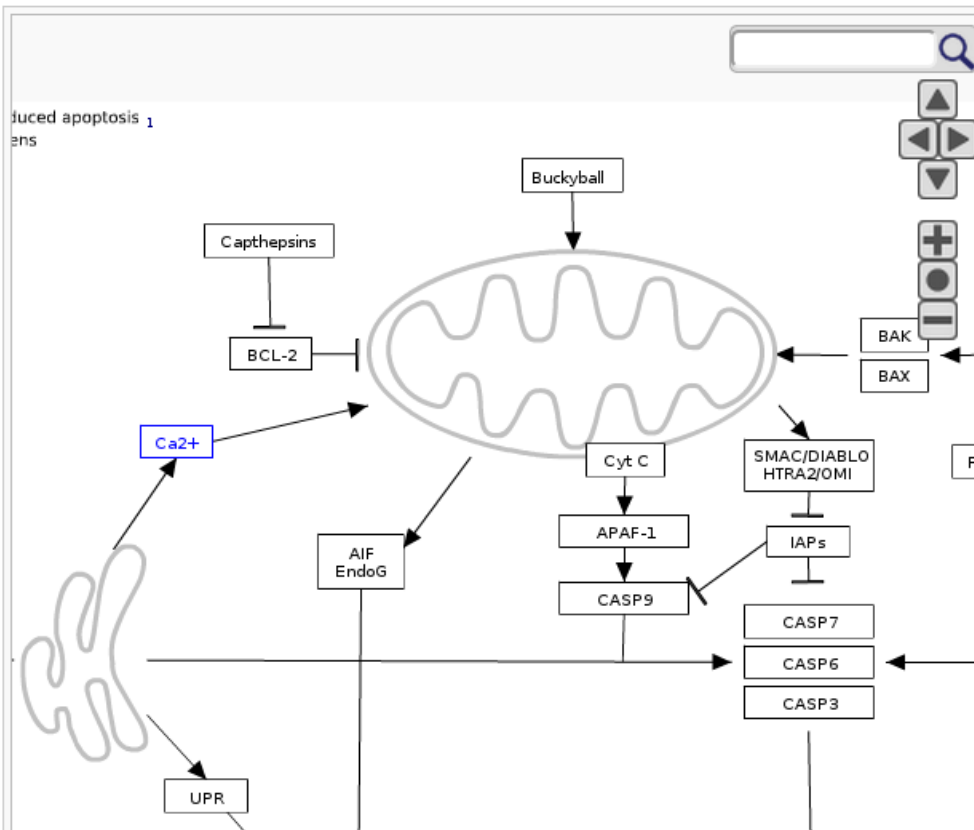 duced apoptosis 1
ens
Buckyball
Capthepsins
BCL-2
BAK
BAX
Ca2+
Cyt C
SMAC/DIABLO
HTRA2/OMI
APAF-1
IAPs
AIF
EndoG
CASP9
CASP7
CASP6
CASP3
UPR